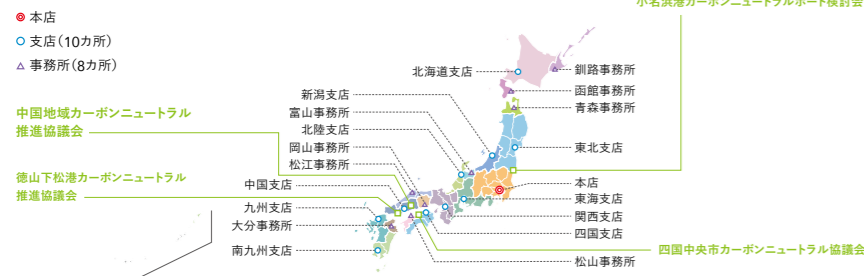 小名浜港カーボンニュートラルポート検討会
本店
支店(10カ所)
事務所(8カ所)
中国地域カーボンニュートラル
推進協議会
徳山下松港カーボンニュートラル
推進協議会
北海道支店
新潟支店
富山事務所
北陸支店
岡山事務所
松江事務所
中国支店
九州支店
大分事務所
南九州支店
釧路事務所
函館事務所
青森事務所
東北支店
本店
東海支店
関西支店
四国支店
松山事務所
四国中央市カーボンニュートラル協議会